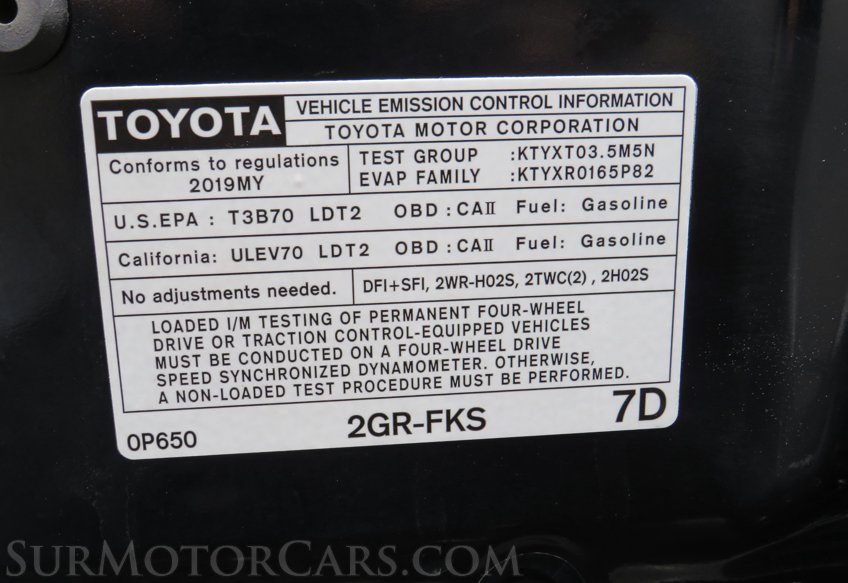 TOYOTA
VEHICLE EMISSION CONTROL INFORMATION
TOYOTA MOTOR CORPORATION
Conforms to regulations
2019MY
TEST GROUP :KTYXT03.5M5N
EVAP FAMILY :KTYXR0165P82
U.S.EPA : T3B70 LDT2 OBD : CAII Fuel: Gasoline
California: ULEV70 LDT2 OBD : CAII Fuel: Gasoline
No adjustments needed.
DFI+SFI, 2WR-HO2S, 2TWC(2) , 2HO2S
LOADED I/M TESTING OF PERMANENT FOUR-WHEEL
DRIVE OR TRACTION CONTROL-EQUIPPED VEHICLES
MUST BE CONDUCTED ON A FOUR-WHEEL DRIVE
SPEED SYNCHRONIZED DYNAMOMETER. OTHERWISE,
A NON-LOADED TEST PROCEDURE MUST BE PERFORMED.
0P650
2GR-FKS
7D
SURMOTORCARS.COM